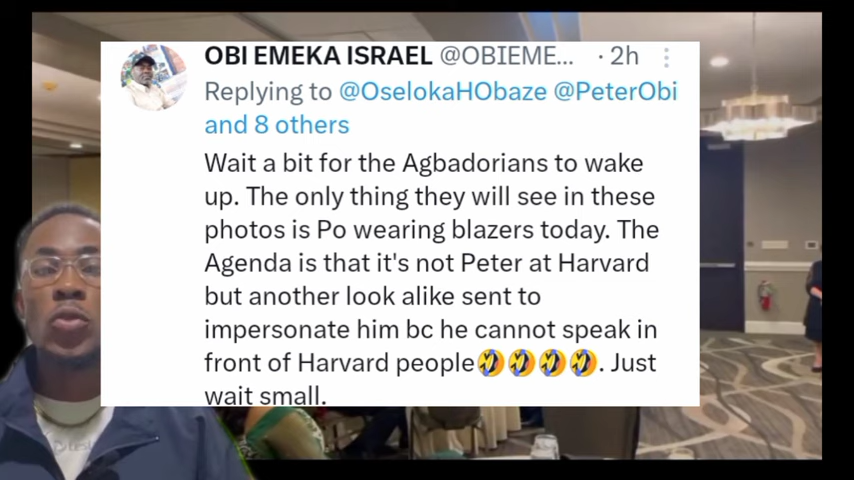 OBI EMEKA ISRAEL @OBIEME... · 2h
Replying to @OselokaHObaze @PeterObi
and 8 others
Wait a bit for the Agbadorians to wake
up. The only thing they will see in these
photos is Po wearing blazers today. The
Agenda is that it's not Peter at Harvard
but another look alike sent to
impersonate him bc he cannot speak in
front of Harvard people🤣🤣🤣🤣. Just
wait small.